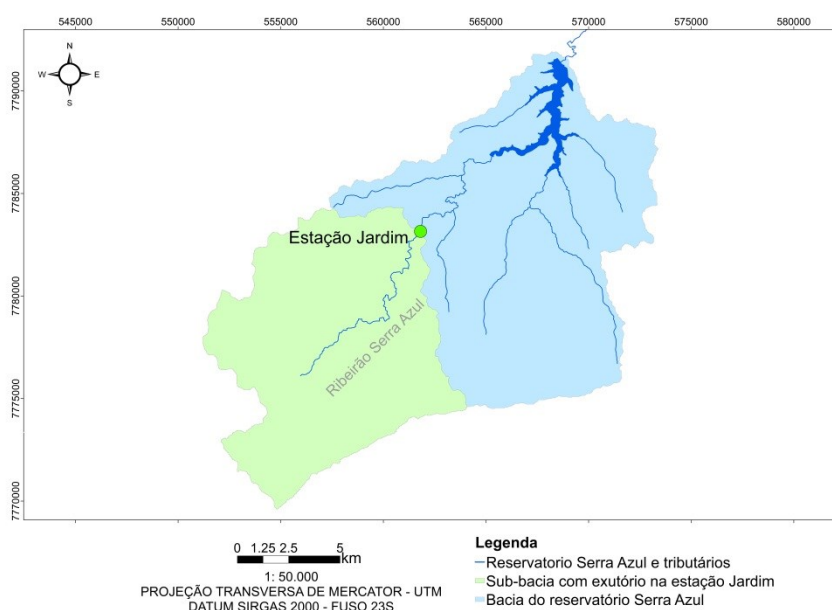 545000 550000 555000 560000 565000 570000 575000 580000
N
W E
S
7790000
7785000
7780000
7775000
7770000
Estação Jardim
Ribeirão Serra Azul
0 1.25 2.5 5
km
1: 50.000
PROJEÇÃO TRANSVERSA DE MERCATOR - UTM
DATUM SIRGAS 2000 - FUSO 23S
Legenda
Reservatorio Serra Azul e tributários
Sub-bacia com exutório na estação Jardim
Bacia do reservatório Serra Azul